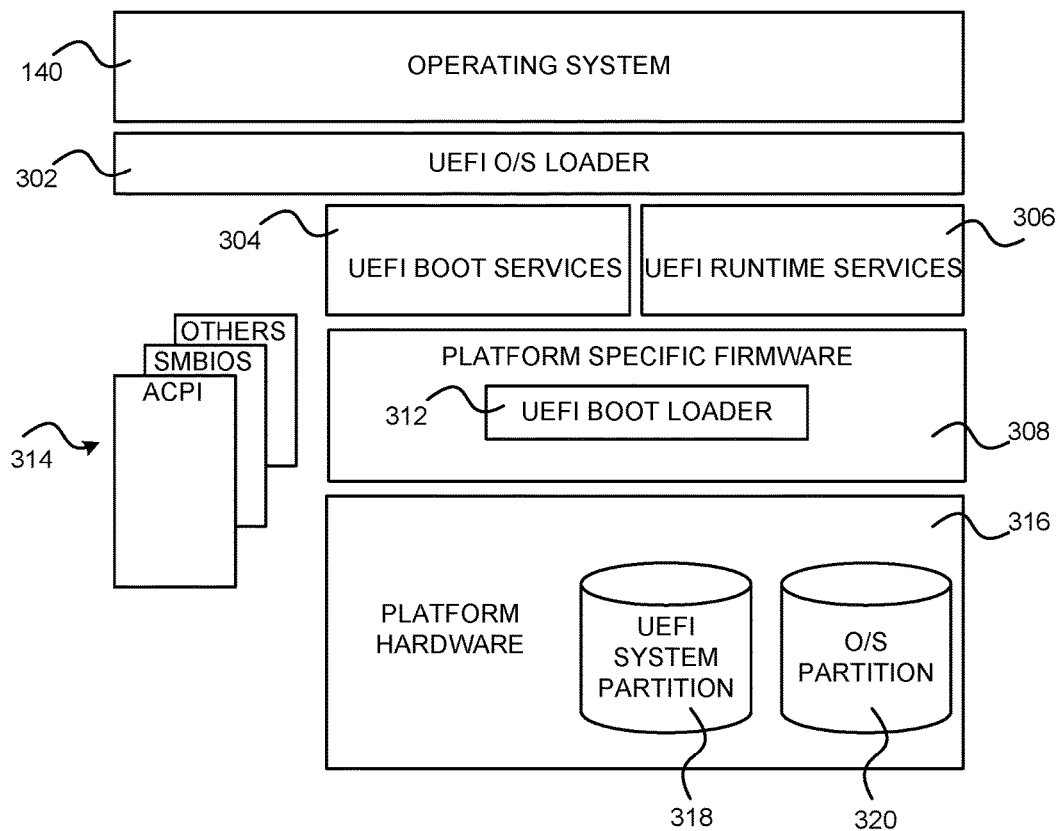 OPERATING SYSTEM
140
UEFI O/S LOADER
302
304
306
UEFI BOOT SERVICES
UEFI RUNTIME SERVICES
OTHERS
SMBIOS
ACPI
314
PLATFORM SPECIFIC FIRMWARE
312
UEFI BOOT LOADER
308
316
PLATFORM
HARDWARE
UEFI
SYSTEM
PARTITION
O/S
PARTITION
318
320